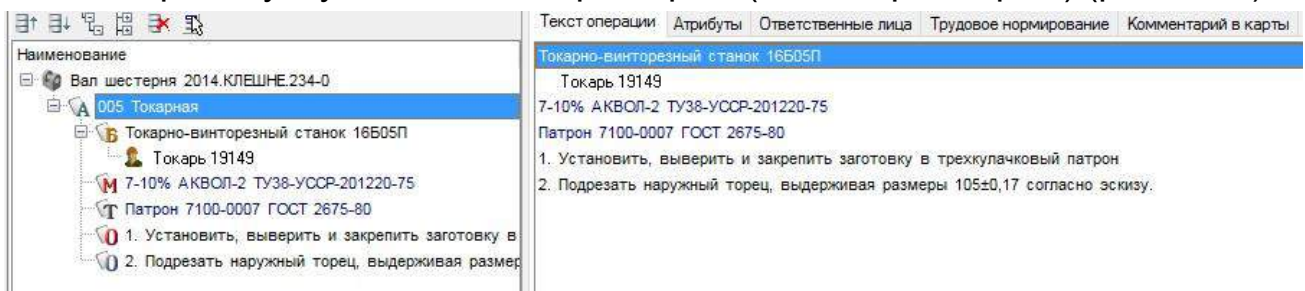 Наименование
Вал шестерня 2014.КЛЕШНЕ.234-0
005 Токарная
Токарно-винторезный станок 16Б05П
Токарь 19149
7-10% АКВОЛ-2 ТУ38-УССР-201220-75
Патрон 7100-0007 ГОСТ 2675-80
1. Установить, выверить и закрепить заготовку в
2. Подрезать наружный торец, выдерживая размер
Текст операции Атрибуты Ответственные лица Трудовое нормирование Комментарий в карты
Токарно-винторезный станок 16Б05П
Токарь 19149
7-10% АКВОЛ-2 ТУ38-УССР-201220-75
Патрон 7100-0007 ГОСТ 2675-80
1. Установить, выверить и закрепить заготовку в трехкулачковый патрон
2. Подрезать наружный торец, выдерживая размеры 105±0,17 согласно эскизу.